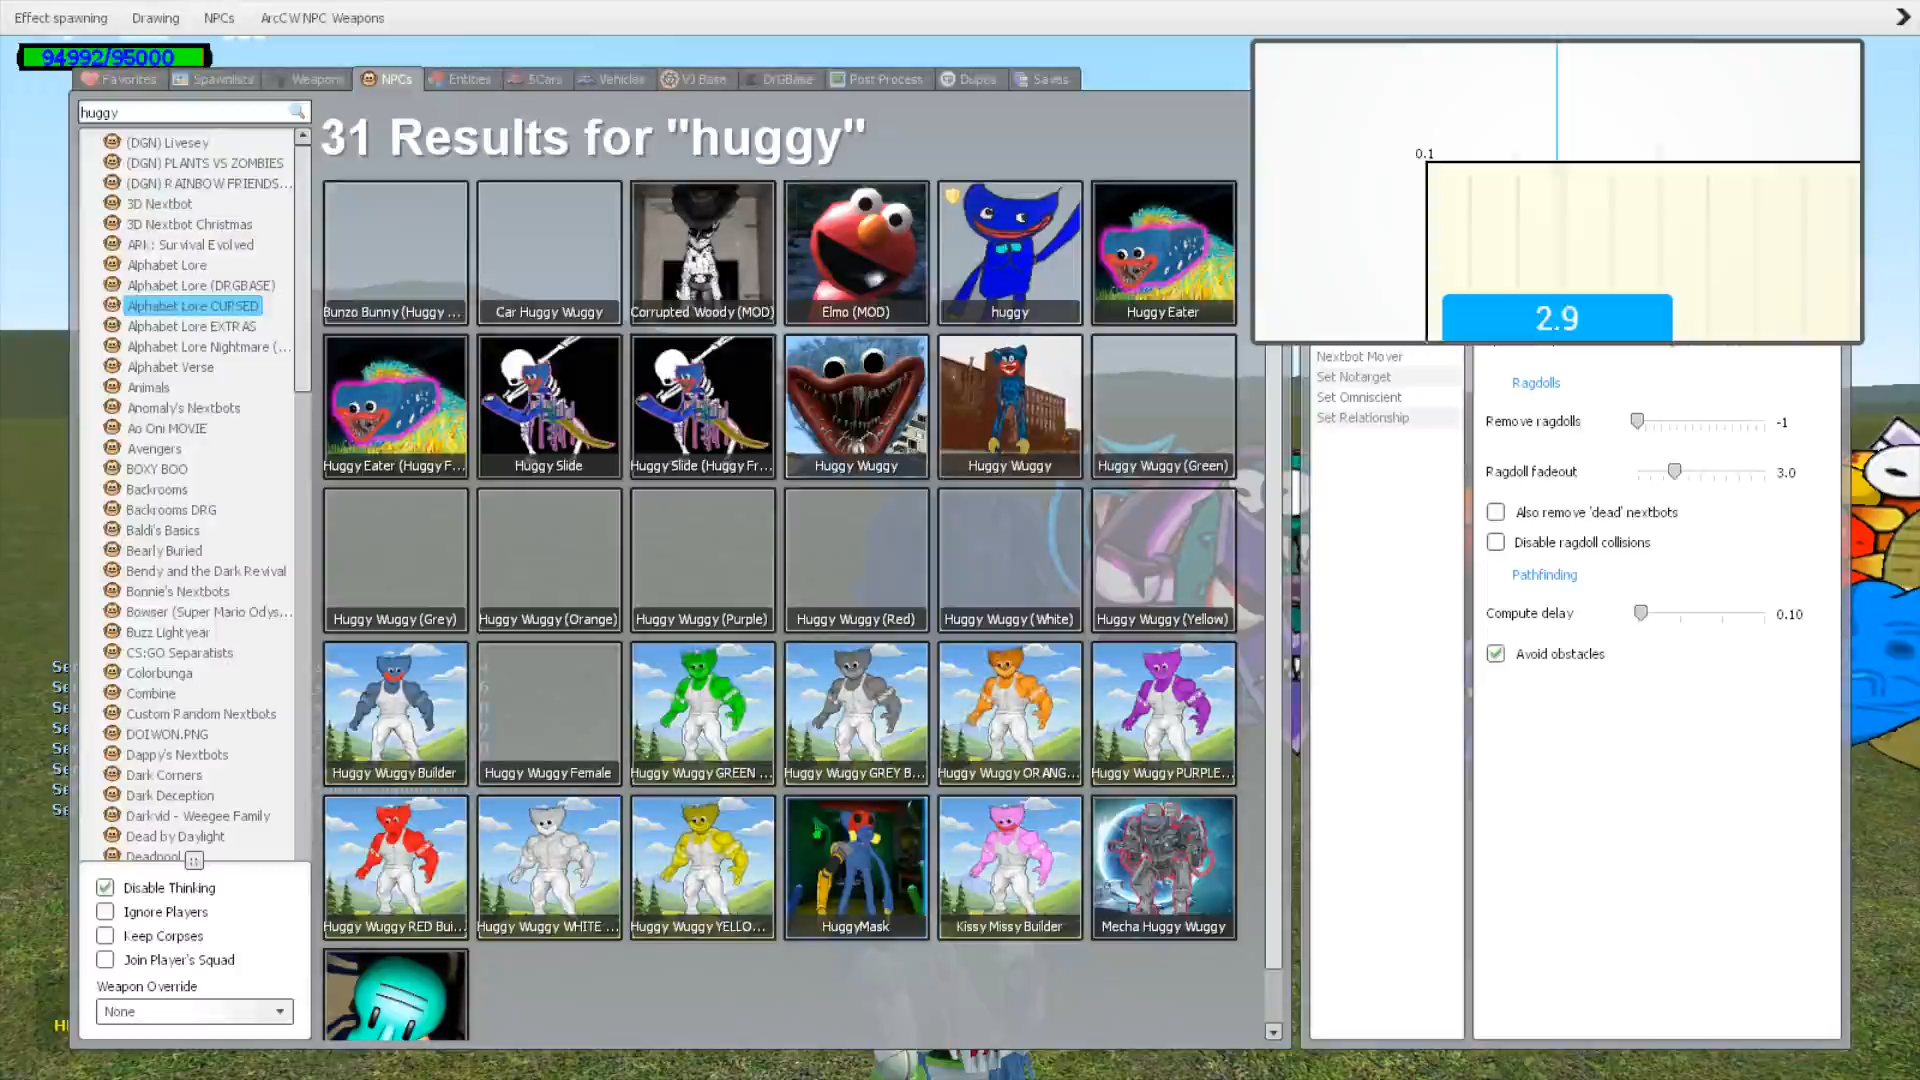 Effect spawning Drawing NPCs ArcCW NPC Weapons
94992/95000
Favorites Spawnlists Weapons NPCs Entities SCars Vehicles VJ Base DrGBase Post Process Dupes Saves
huggy
31 Results for "huggy"
(DGN) Livesey
(DGN) PLANTS VS ZOMBIES
(DGN) RAINBOW FRIENDS...
3D Nextbot
3D Nextbot Christmas
ARK: Survival Evolved
Alphabet Lore
Alphabet Lore (DRGBASE)
Alphabet Lore CURSED
Alphabet Lore EXTRAS
Alphabet Lore Nightmare (...
Alphabet Verse
Animals
Anomaly's Nextbots
Ao Oni MOVIE
Avengers
BOXY BOO
Backrooms
Backrooms DRG
Baldi's Basics
Bearly Buried
Bendy and the Dark Revival
Bonnie's Nextbots
Bowser (Super Mario Odys...
Buzz Lightyear
CS:GO Separatists
Colorbunga
Combine
Custom Random Nextbots
DOIWON.PNG
Dappy's Nextbots
Dark Corners
Dark Deception
Darkvid - Weegee Family
Dead by Daylight
Deadpool
Disable Thinking
Ignore Players
Keep Corpses
Join Player's Squad
Weapon Override
None
Bunzo Bunny (Huggy ... Car Huggy Wuggy Corrupted Woody (MOD) Elmo (MOD) huggy Huggy Eater
Huggy Eater (Huggy F... Huggy Slide Huggy Slide (Huggy Fr... Huggy Wuggy Huggy Wuggy Huggy Wuggy (Green)
Huggy Wuggy (Grey) Huggy Wuggy (Orange) Huggy Wuggy (Purple) Huggy Wuggy (Red) Huggy Wuggy (White) Huggy Wuggy (Yellow)
Huggy Wuggy Builder Huggy Wuggy Female Huggy Wuggy GREEN ... Huggy Wuggy GREY B... Huggy Wuggy ORANG... Huggy Wuggy PURPLE...
Huggy Wuggy RED Bui... Huggy Wuggy WHITE ... Huggy Wuggy YELLO... HuggyMask Kissy Missy Builder Mecha Huggy Wuggy
0.1
2.9
Nextbot Mover
Set Notarget
Set Omniscient
Set Relationship
Ragdolls
Remove ragdolls -1
Ragdoll fadeout 3.0
Also remove 'dead' nextbots
Disable ragdoll collisions
Pathfinding
Compute delay 0.10
Avoid obstacles